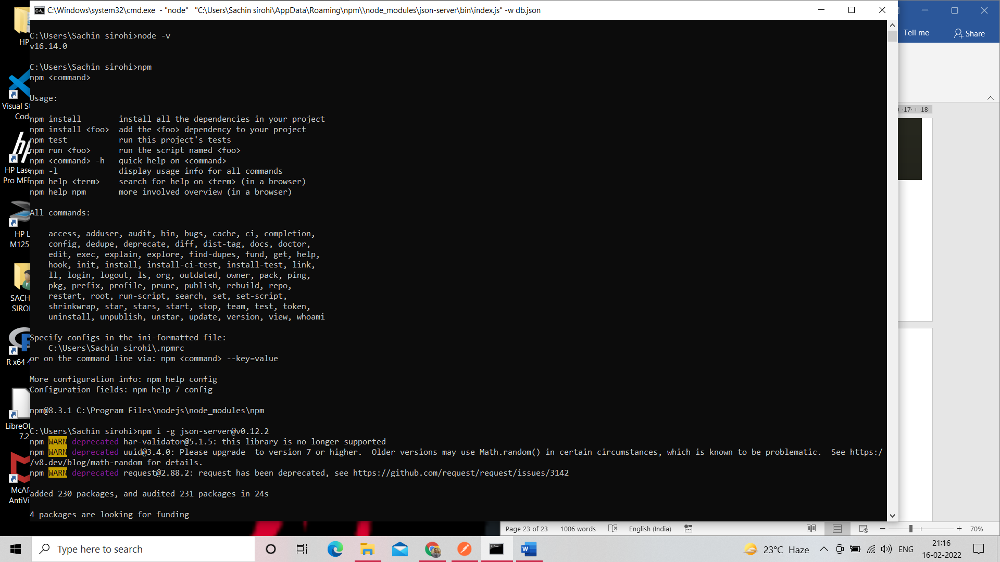 C:\Windows\system32\cmd.exe - "node" "C:\Users\Sachin sirohi\AppData\Roaming\npm\\node_modules\json-server\bin\index.js" -w db.json
Tell me
Share
HP
Visual St
Cod
HP Lase
Pro MFP
HP L
M125
SACH
SIRO
R x64 4
LibreOf
7.2
McAf
AntiVi
C:\Users\Sachin sirohi>node -v
v16.14.0
C:\Users\Sachin sirohi>npm
npm <command>
Usage:
npm install        install all the dependencies in your project
npm install <foo>  add the <foo> dependency to your project
npm test           run this project's tests
npm run <foo>      run the script named <foo>
npm <command> -h   quick help on <command>
npm -l             display usage info for all commands
npm help <term>    search for help on <term> (in a browser)
npm help npm       more involved overview (in a browser)
All commands:
access, adduser, audit, bin, bugs, cache, ci, completion,
config, dedupe, deprecate, diff, dist-tag, docs, doctor,
edit, exec, explain, explore, find-dupes, fund, get, help,
hook, init, install, install-ci-test, install-test, link,
ll, login, logout, ls, org, outdated, owner, pack, ping,
pkg, prefix, profile, prune, publish, rebuild, repo,
restart, root, run-script, search, set, set-script,
shrinkwrap, star, stars, start, stop, team, test, token,
uninstall, unpublish, unstar, update, version, view, whoami
Specify configs in the ini-formatted file:
C:\Users\Sachin sirohi\.npmrc
or on the command line via: npm <command> --key=value
More configuration info: npm help config
Configuration fields: npm help 7 config
npm@8.3.1 C:\Program Files\nodejs\node_modules\npm
C:\Users\Sachin sirohi>npm i -g json-server@v0.12.2
npm WARN deprecated har-validator@5.1.5: this library is no longer supported
npm WARN deprecated uuid@3.4.0: Please upgrade  to version 7 or higher.  Older versions may use Math.random() in certain circumstances, which is known to be problematic.  See https:/
/v8.dev/blog/math-random for details.
npm WARN deprecated request@2.88.2: request has been deprecated, see https://github.com/request/request/issues/3142
added 230 packages, and audited 231 packages in 24s
4 packages are looking for funding
·17· ı ·18·
Page 23 of 23
1006 words
English (India)
70%
Type here to search
23°C Haze
ENG
21:16
16-02-2022